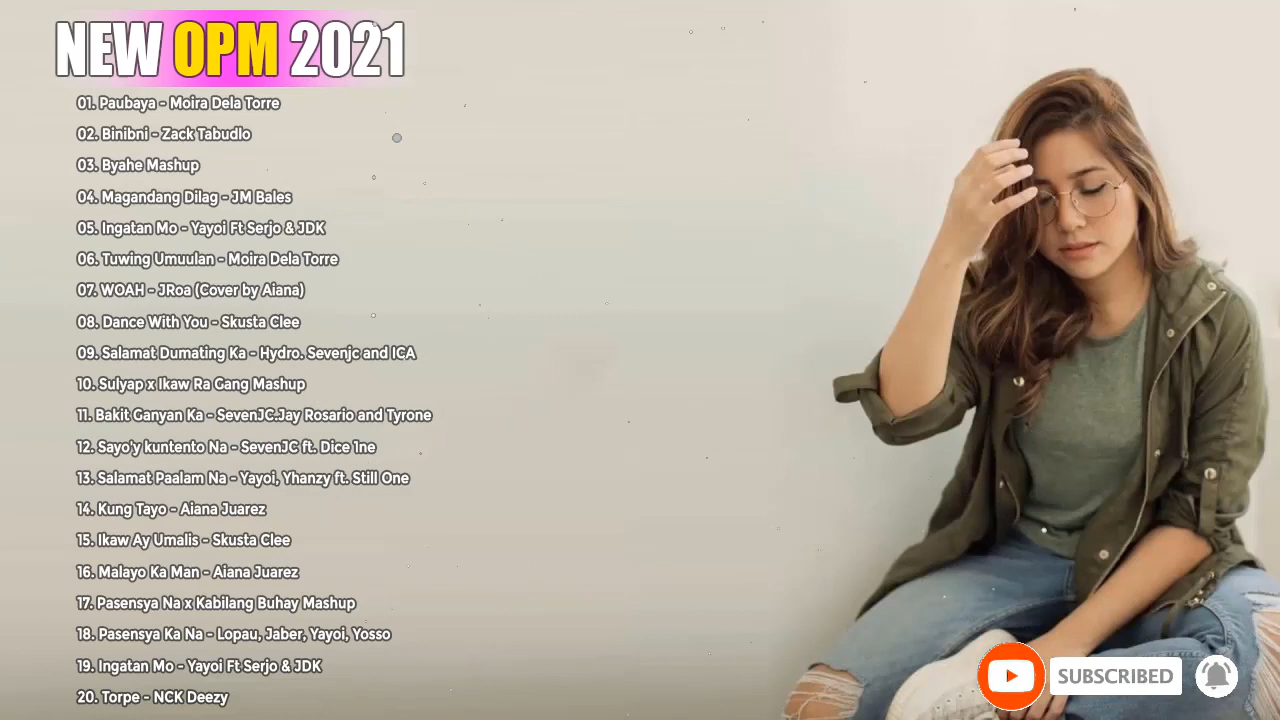 NEW OPM 2021
01. Paubaya - Moira Dela Torre
02. Binibni - Zack Tabudlo
03. Byahe Mashup
04. Magandang Dilag - JM Bales
05. Ingatan Mo - Yayoi Ft Serjo & JDK
06. Tuwing Umuulan - Moira Dela Torre
07. WOAH - JRoa (Cover by Aiana)
08. Dance With You - Skusta Clee
09. Salamat Dumating Ka - Hydro. Sevenjc and ICA
10. Sulyap x Ikaw Ra Gang Mashup
11. Bakit Ganyan Ka - SevenJC.Jay Rosario and Tyrone
12. Sayo'y kuntento Na - SevenJC ft. Dice 1ne
13. Salamat Paalam Na - Yayoi, Yhanzy ft. Still One
14. Kung Tayo - Aiana Juarez
15. Ikaw Ay Umalis - Skusta Clee
16. Malayo Ka Man - Aiana Juarez
17. Pasensya Na x Kabilang Buhay Mashup
18. Pasensya Ka Na - Lopau, Jaber, Yayoi, Yosso
19. Ingatan Mo - Yayoi Ft Serjo & JDK
20. Torpe - NCK Deezy
SUBSCRIBED